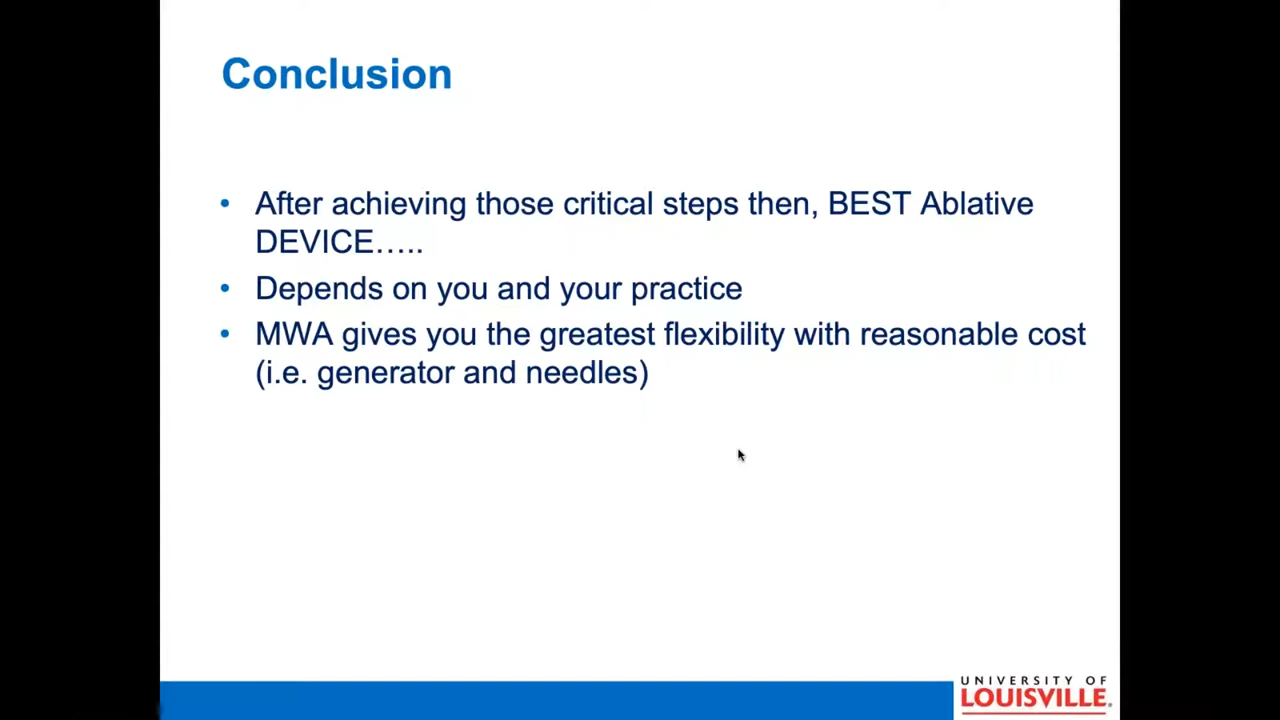 Conclusion
• After achieving those critical steps then, BEST Ablative
DEVICE…..
• Depends on you and your practice
• MWA gives you the greatest flexibility with reasonable cost
(i.e. generator and needles)
UNIVERSITY OF
LOUISVILLE.